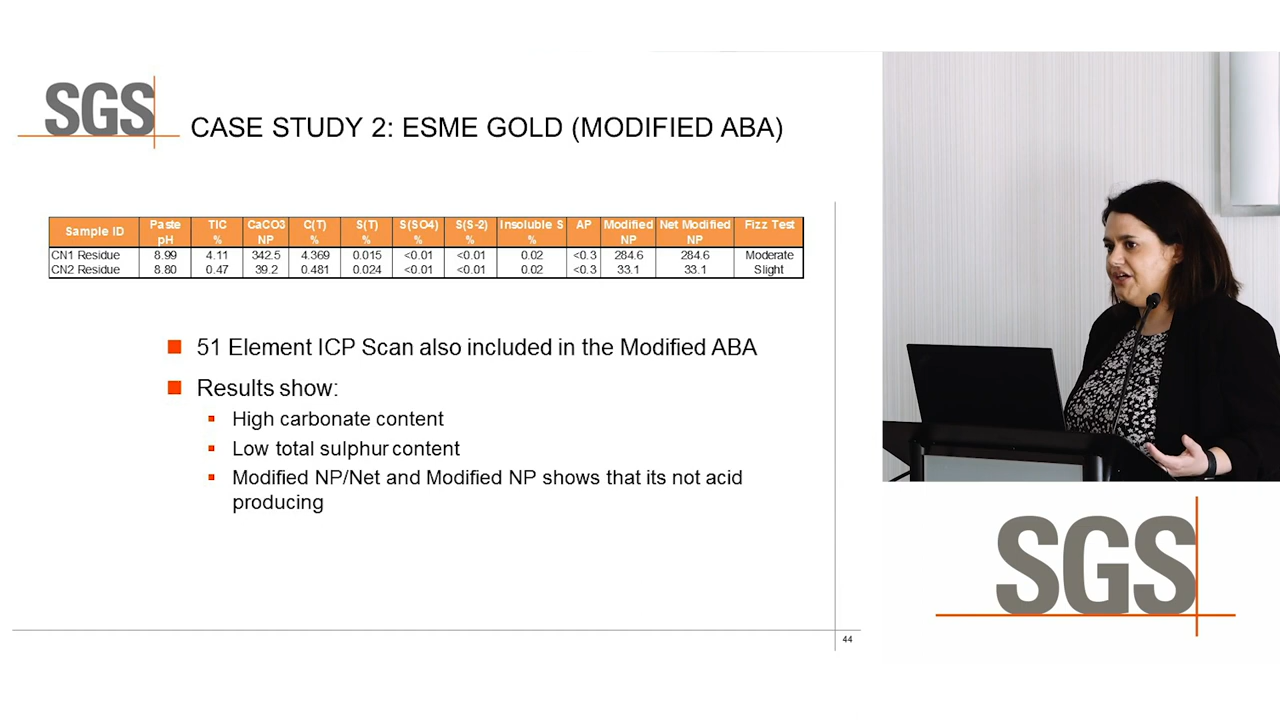 SGS
CASE STUDY 2: ESME GOLD (MODIFIED ABA)
Sample ID Paste pH TIC % CaCO3 NP C(T) % S(T) % S(SO4) % S(S-2) % Insoluble S % AP Modified NP Net Modified NP Fizz Test
CN1 Residue 8.99 4.11 342.5 4.369 0.015 <0.01 <0.01 0.02 <0.3 284.6 284.6 Moderate
CN2 Residue 8.80 0.47 39.2 0.481 0.024 <0.01 <0.01 0.02 <0.3 33.1 33.1 Slight
51 Element ICP Scan also included in the Modified ABA
Results show:
High carbonate content
Low total sulphur content
Modified NP/Net and Modified NP shows that its not acid
producing
44
SGS